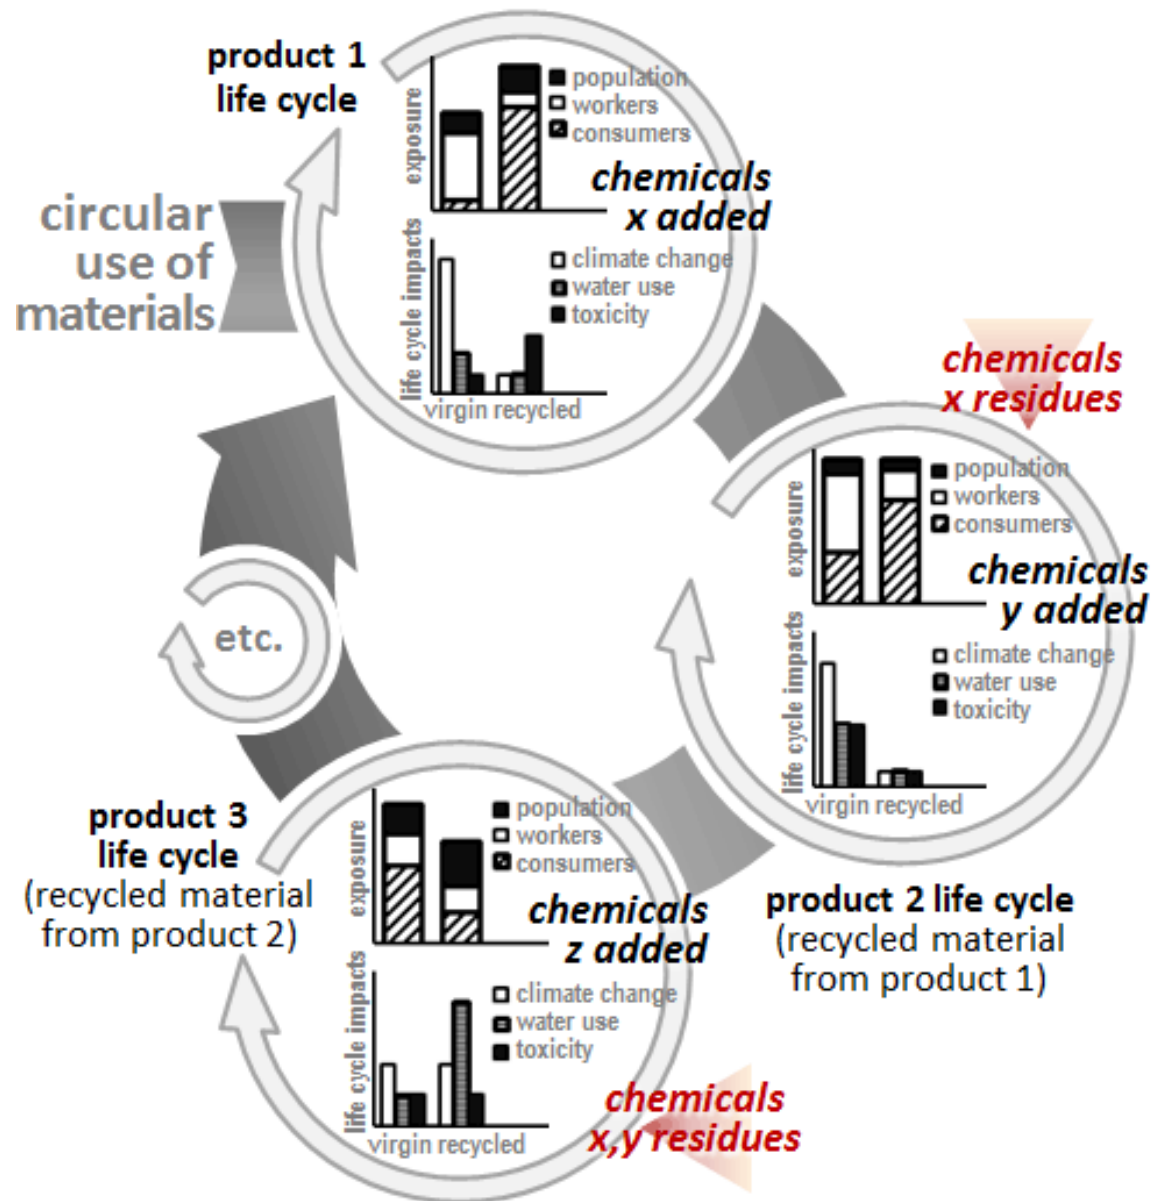 product 1
life cycle
exposure
population
workers
consumers
chemicals
x added
circular
use of
materials
life cycle impacts
climate change
water use
toxicity
virgin recycled
chemicals
x residues
exposure
population
workers
consumers
chemicals
y added
life cycle impacts
climate change
water use
toxicity
virgin recycled
etc.
product 2 life cycle
(recycled material
from product 1)
product 3
life cycle
(recycled material
from product 2)
exposure
population
workers
consumers
chemicals
z added
life cycle impacts
climate change
water use
toxicity
virgin recycled
chemicals
x,y residues